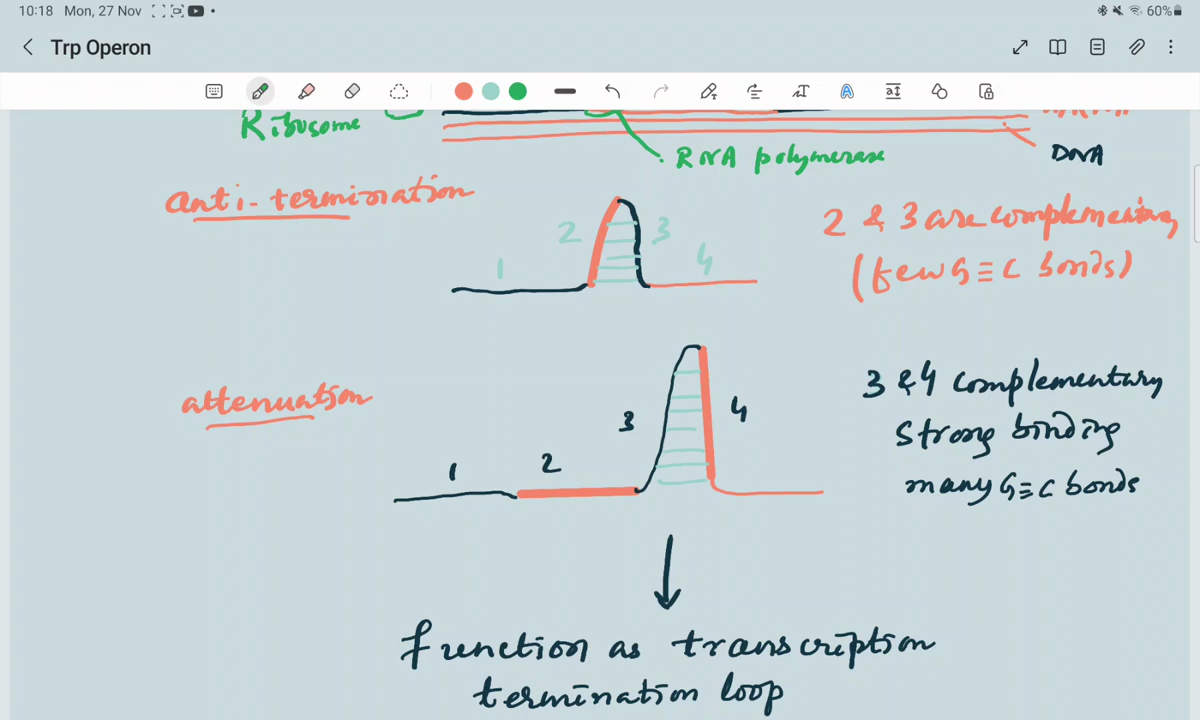 10:18 Mon, 27 Nov
60%
Trp Operon
Ribosome
RNA polymerase
DNA
anti-termination
2 3
1 4
2 & 3 are complementary
(few G≡C bonds)
attenuation
1 2 3 4
3 & 4 complementary
strong binding
many G≡C bonds
function as transcription
termination loop